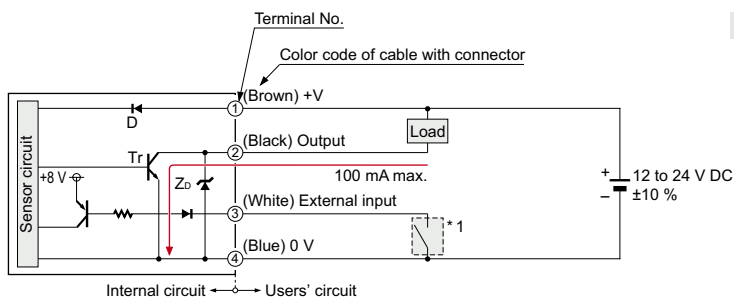 Terminal No.
Color code of cable with connector
(Brown) +V
1
D
(Black) Output
2
Load
Tr
+8 V
ZD
100 mA max.
+
12 to 24 V DC
–
±10 %
Sensor circuit
(White) External input
3
* 1
(Blue) 0 V
4
Internal circuit
Users' circuit